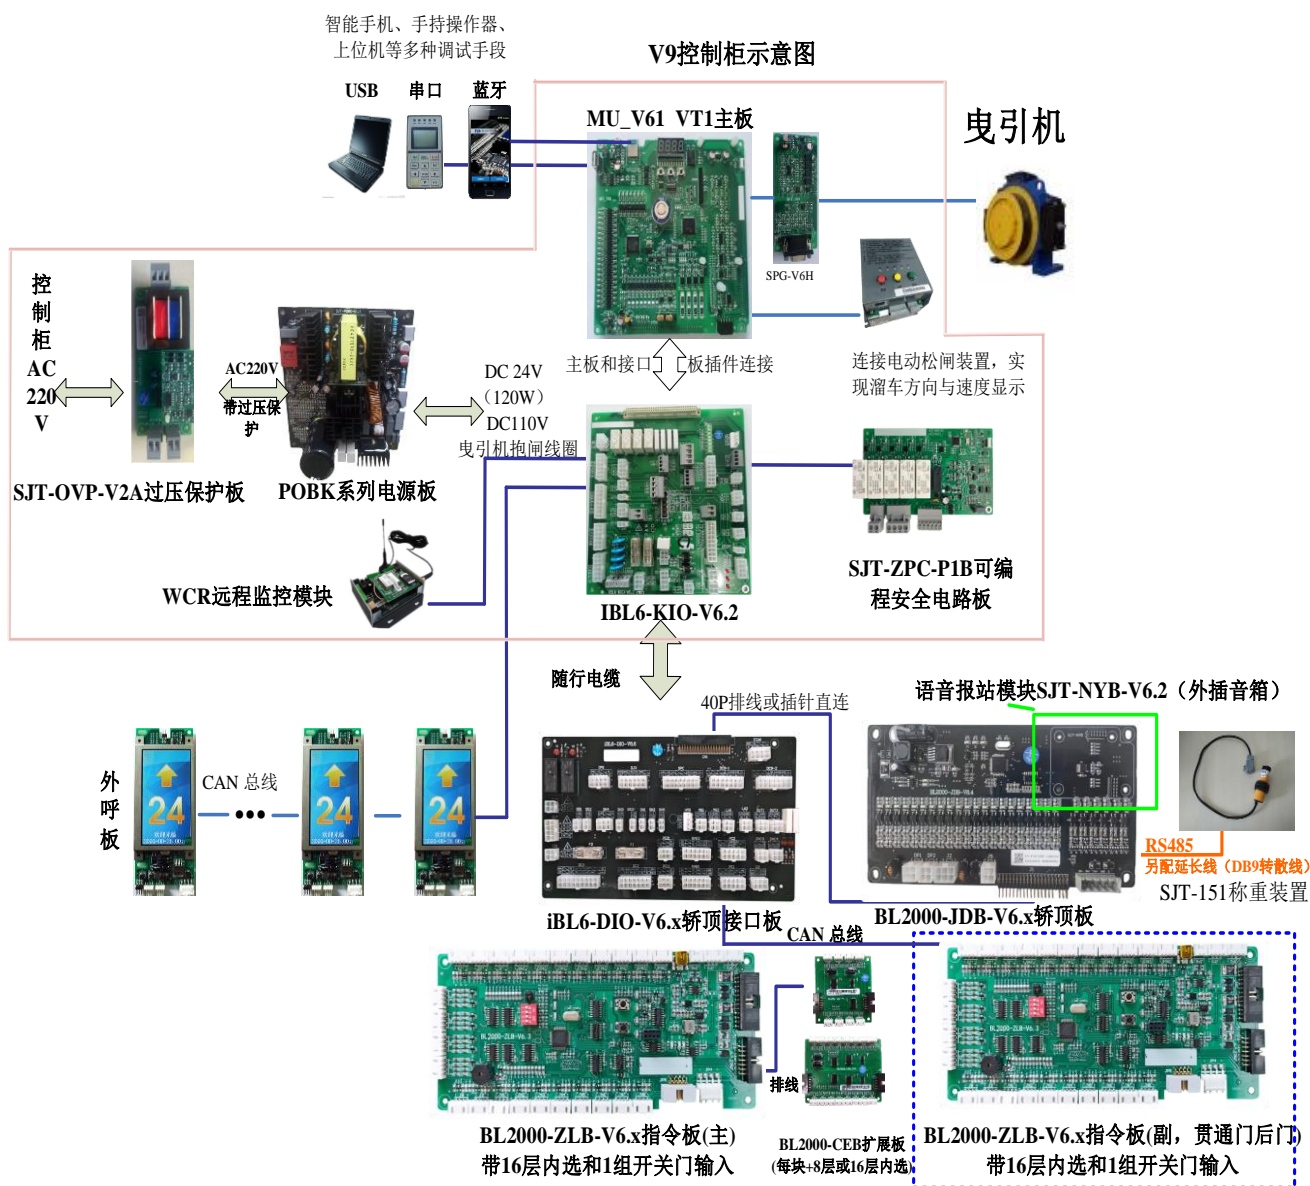 智能手机、手持操作器、
上位机等多种调试手段
V9控制柜示意图
USB
串口
蓝牙
MU_V61 VT1主板
曳引机
SPG-V6H
控
制
柜
AC
220
V
AC220V
带过压保
护
DC 24V
（120W）
DC110V
曳引机抱闸线圈
主板和接口
板插件连接
连接电动松闸装置，实
现溜车方向与速度显示
SJT-OVP-V2A过压保护板
POBK系列电源板
WCR远程监控模块
IBL6-KIO-V6.2
SJT-ZPC-P1B可编
程安全电路板
随行电缆
40P排线或插针直连
语音报站模块SJT-NYB-V6.2（外插音箱）
外
呼
板
24
CAN 总线
24
24
iBL6-DIO-V6.x轿顶接口板
BL2000-JDB-V6.x轿顶板
RS485
另配延长线（DB9转散线）
SJT-151称重装置
CAN 总线
BL2000-ZLB-V6.3
BL2000-ZLB-V6.3
排线
BL2000-ZLB-V6.x指令板(主)
带16层内选和1组开关门输入
BL2000-CEB扩展板
(每块+8层或16层内选)
BL2000-ZLB-V6.x指令板(副，贯通门后门)
带16层内选和1组开关门输入